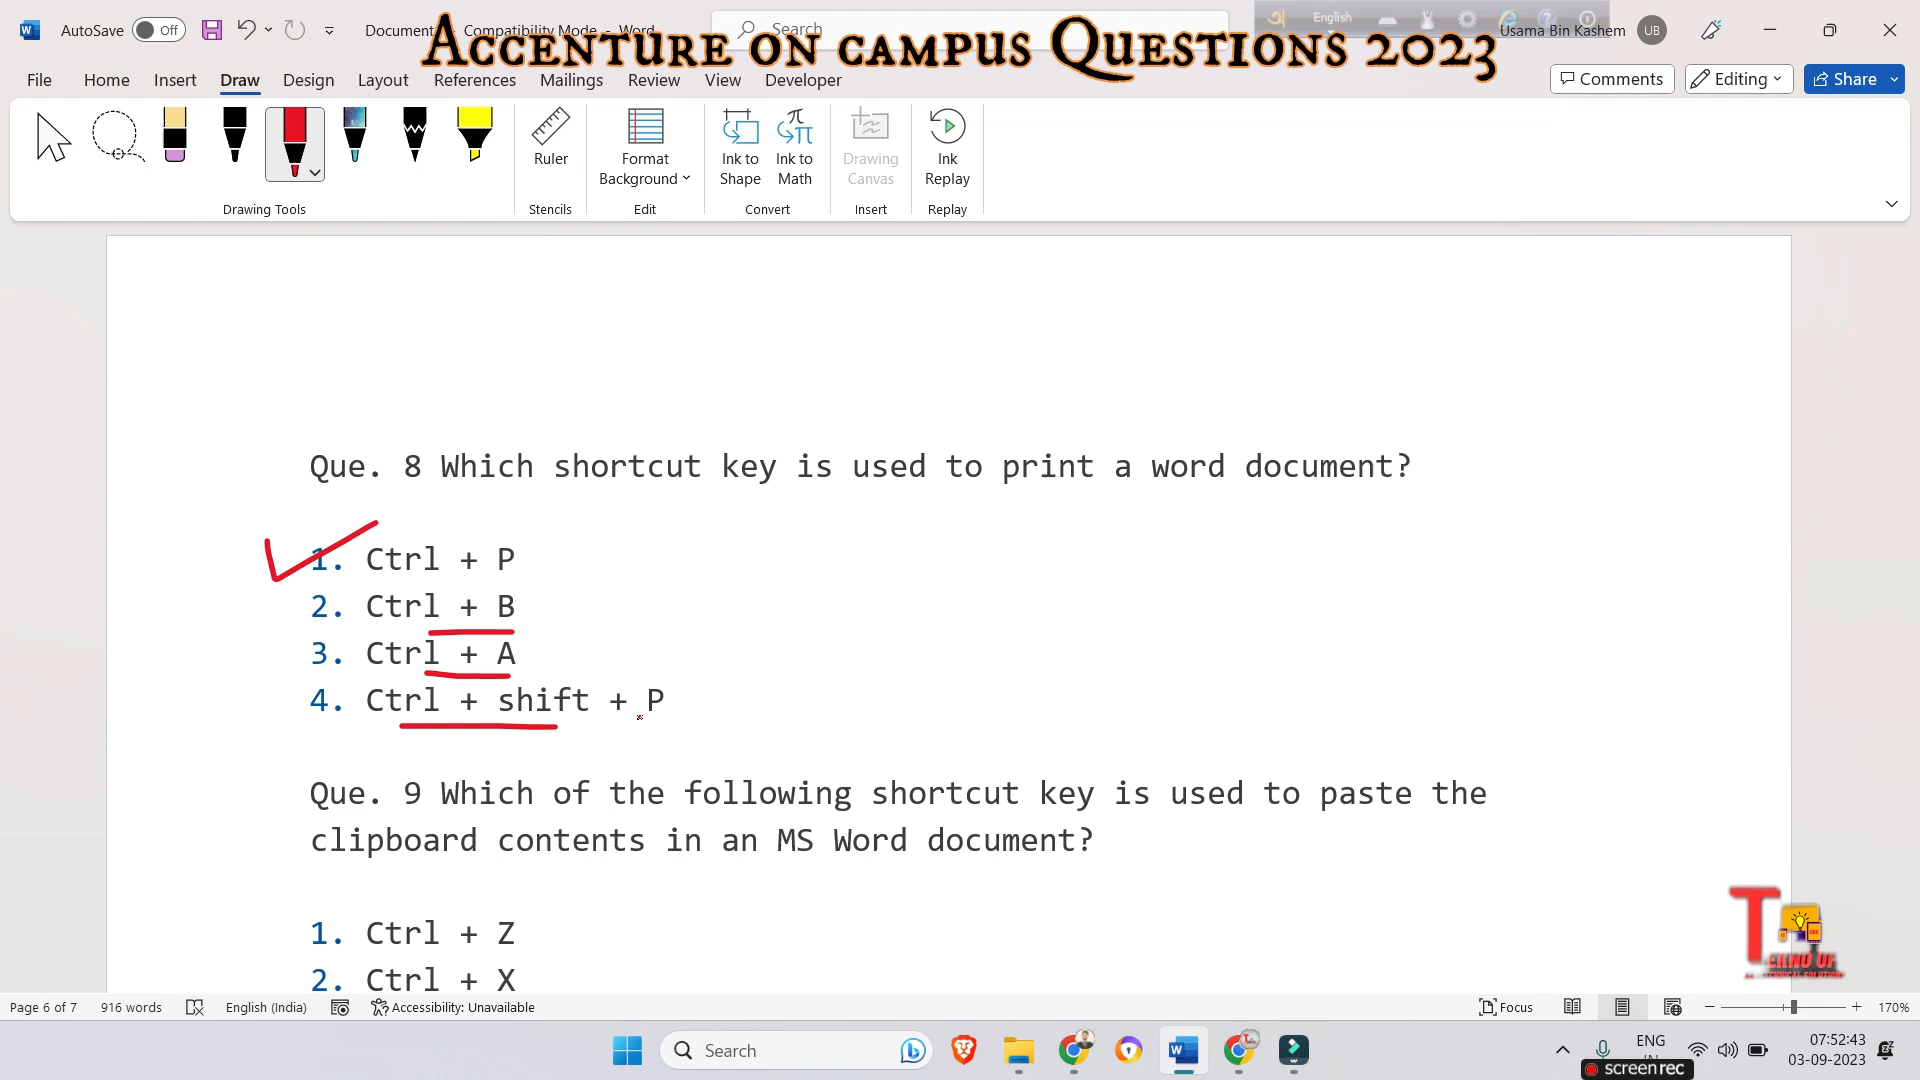 AutoSave Off Document Compatibility Mode - Word Search English Usama Bin Kashem UB
Accenture on campus Questions 2023
File Home Insert Draw Design Layout References Mailings Review View Developer Comments Editing Share
Ruler Format Background Ink to Shape Ink to Math Drawing Canvas Ink Replay
Drawing Tools Stencils Edit Convert Insert Replay
Que. 8 Which shortcut key is used to print a word document?
1. Ctrl + P
2. Ctrl + B
3. Ctrl + A
4. Ctrl + shift + P
Que. 9 Which of the following shortcut key is used to paste the
clipboard contents in an MS Word document?
1. Ctrl + Z
2. Ctrl + X
Page 6 of 7 916 words English (India) Accessibility: Unavailable Focus 170%
Search ENG 07:52:43
03-09-2023
screenrec